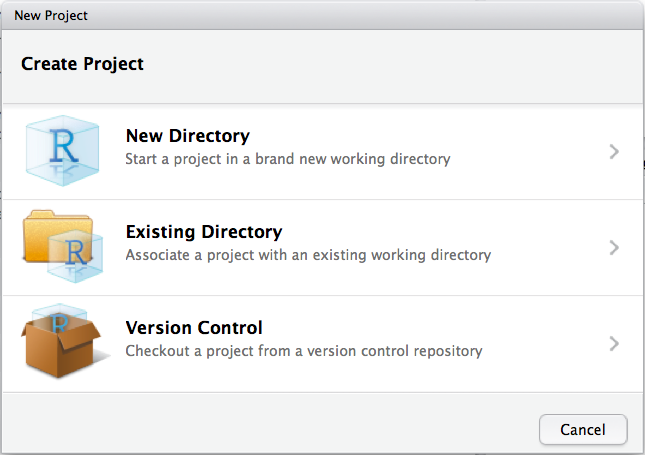 New Project
Create Project
R
New Directory
Start a project in a brand new working directory
R
Existing Directory
Associate a project with an existing working directory
R
Version Control
Checkout a project from a version control repository
Cancel